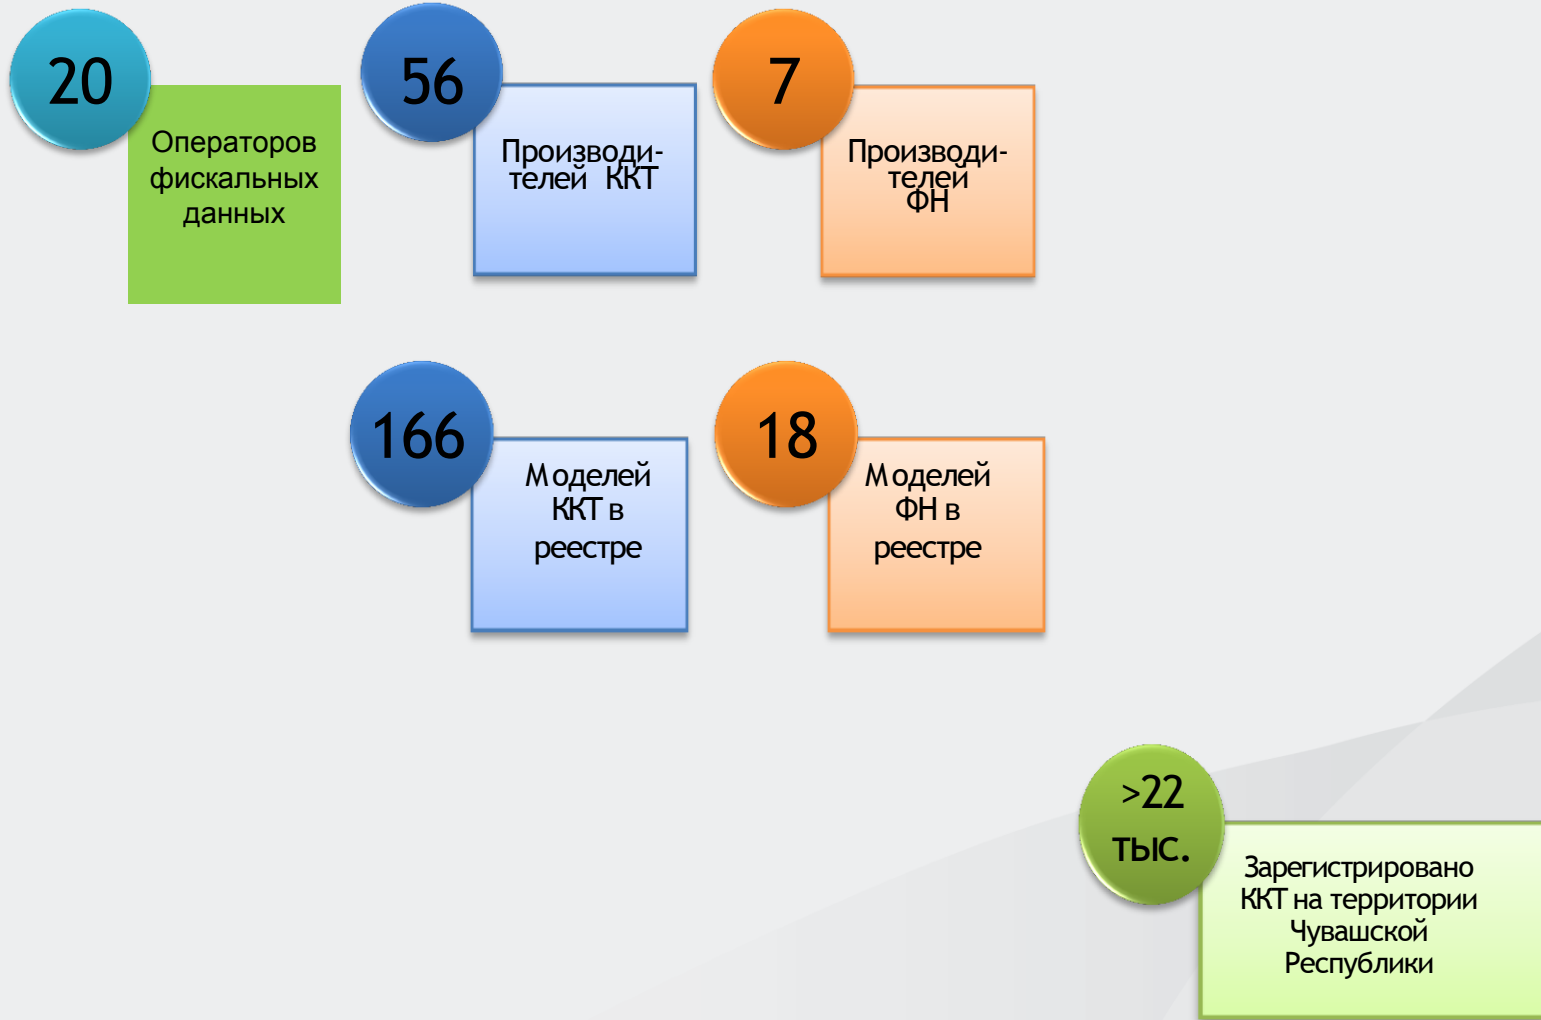 20
Операторов
фискальных
данных
56
Производи-
телей ККТ
7
Производи-
телей
ФН
166
Моделей
ККТ в
реестре
18
Моделей
ФН в
реестре
>22
тыс.
Зарегистрировано
ККТ на территории
Чувашской
Республики